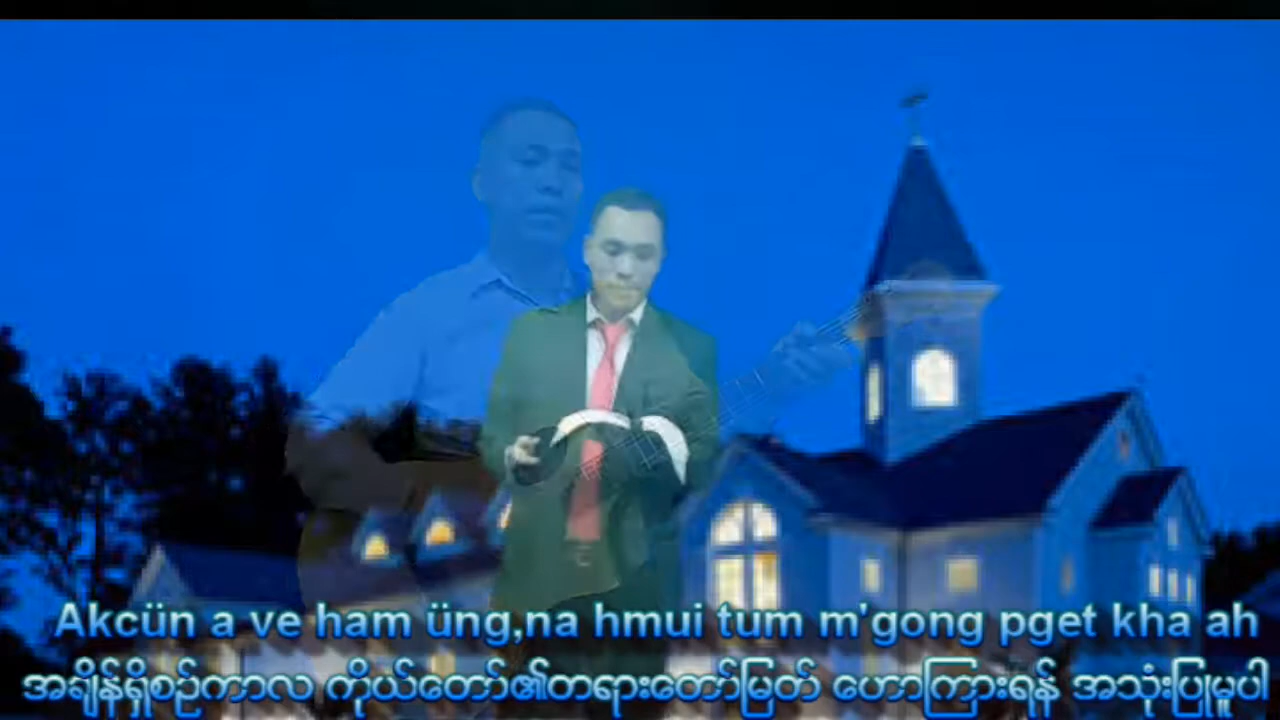 Akcün a ve ham üng,na hmui tum m'gong pget kha ah
အချိန်ရှိစဉ်ကာလ ကိုယ်တော်၏တရားတော်မြတ် ဟောကြားရန် အသုံးပြုမူပါ